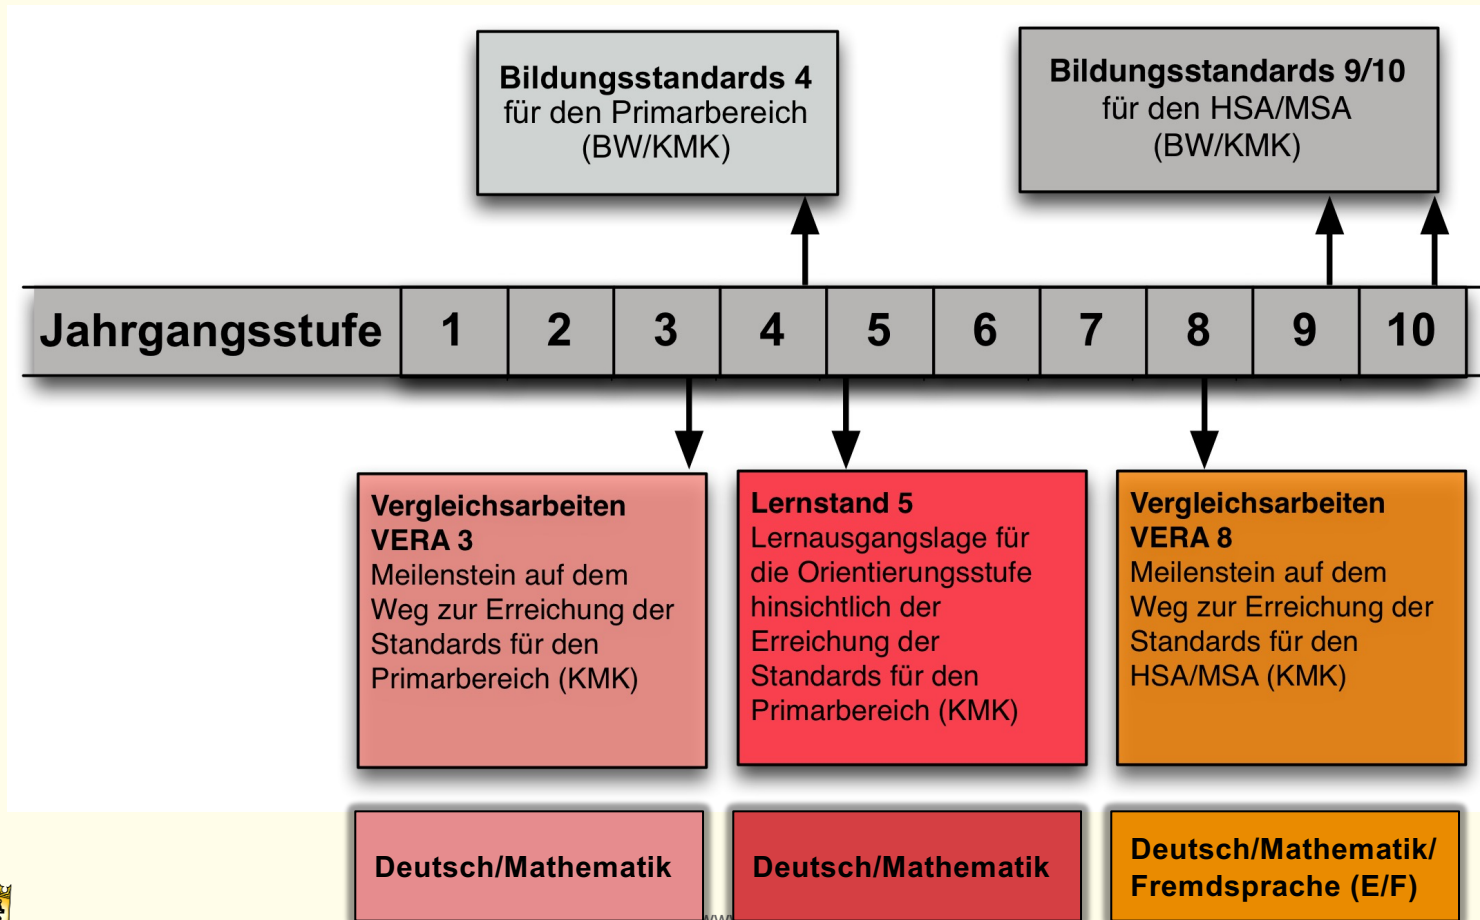 Bildungsstandards 4
für den Primarbereich
(BW/KMK)
Bildungsstandards 9/10
für den HSA/MSA
(BW/KMK)
Jahrgangsstufe 1 2 3 4 5 6 7 8 9 10
Vergleichsarbeiten
VERA 3
Meilenstein auf dem
Weg zur Erreichung der
Standards für den
Primarbereich (KMK)
Lernstand 5
Lernausgangslage für
die Orientierungsstufe
hinsichtlich der
Erreichung der
Standards für den
Primarbereich (KMK)
Vergleichsarbeiten
VERA 8
Meilenstein auf dem
Weg zur Erreichung der
Standards für den
HSA/MSA (KMK)
Deutsch/Mathematik
Deutsch/Mathematik
Deutsch/Mathematik/
Fremdsprache (E/F)